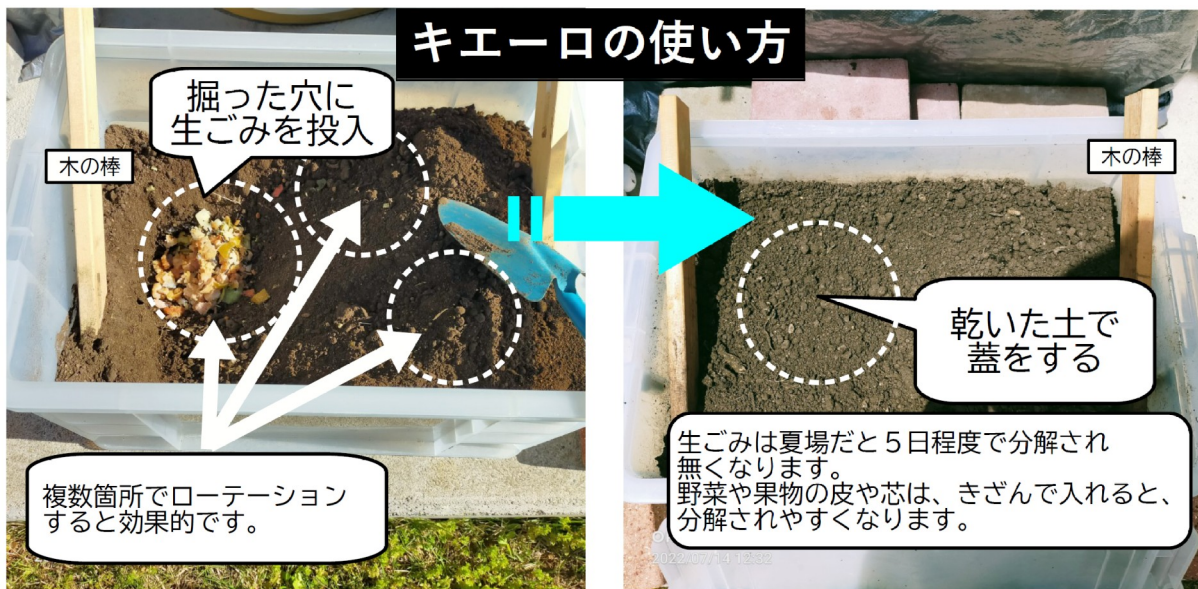 キエーロの使い方
掘った穴に
生ごみを投入
木の棒
複数箇所でローテーション
すると効果的です。
木の棒
乾いた土で
蓋をする
生ごみは夏場だと５日程度で分解され
無くなります。
野菜や果物の皮や芯は、きざんで入れると、
分解されやすくなります。